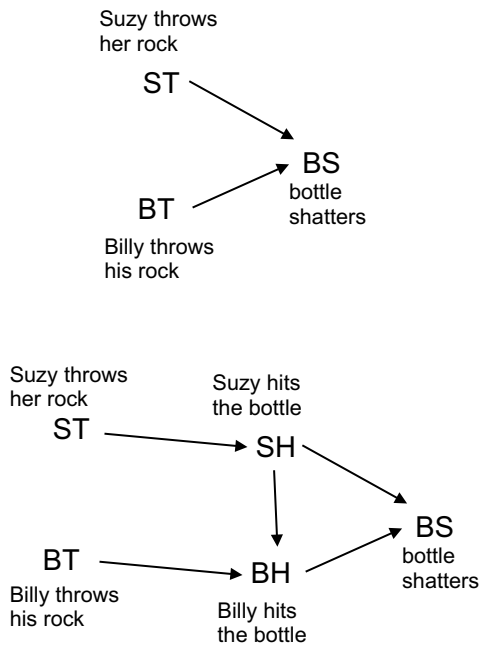 Suzy throws
her rock
ST
BS
bottle
shatters
BT
Billy throws
his rock
Suzy throws
her rock
ST
Suzy hits
the bottle
SH
BS
bottle
shatters
BT
Billy throws
his rock
BH
Billy hits
the bottle